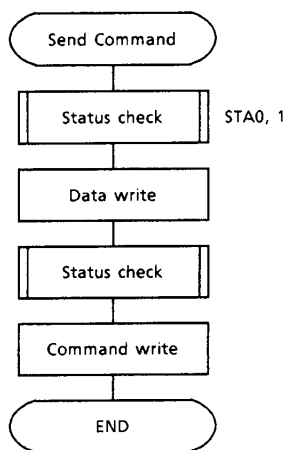 Send Command
Status check
STA0, 1
Data write
Status check
Command write
END